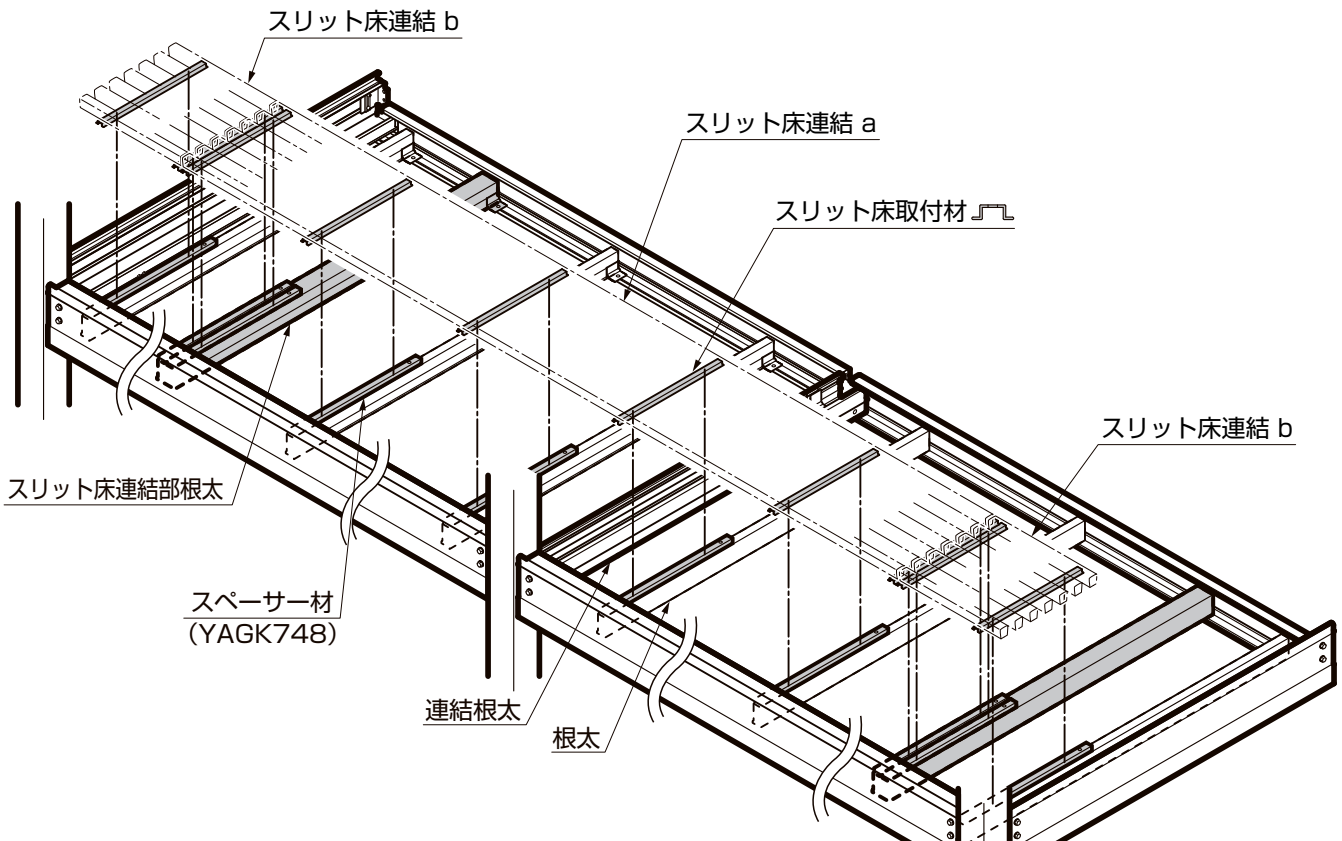 スリット床連結 b
スリット床連結 a
スリット床取付材
スリット床連結 b
スリット床連結部根太
スペーサー材
(YAGK748)
連結根太
根太